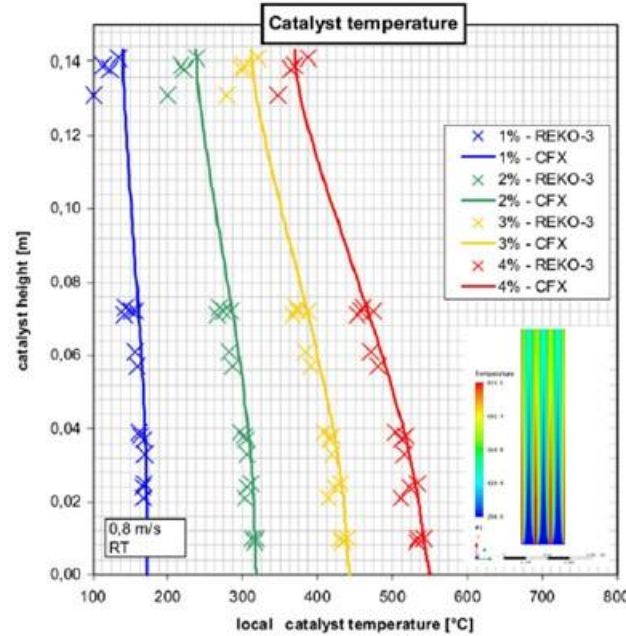 Catalyst temperature
0,14
0,12
0,10
0,08
0,06
0,04
0,02
0,00
catalyst height [m]
1% - REKO-3
1% - CFX
2% - REKO-3
2% - CFX
3% - REKO-3
3% - CFX
4% - REKO-3
4% - CFX
Temperature
0,8 m/s
RT
100 200 300 400 500 600 700 800
local catalyst temperature [°C]